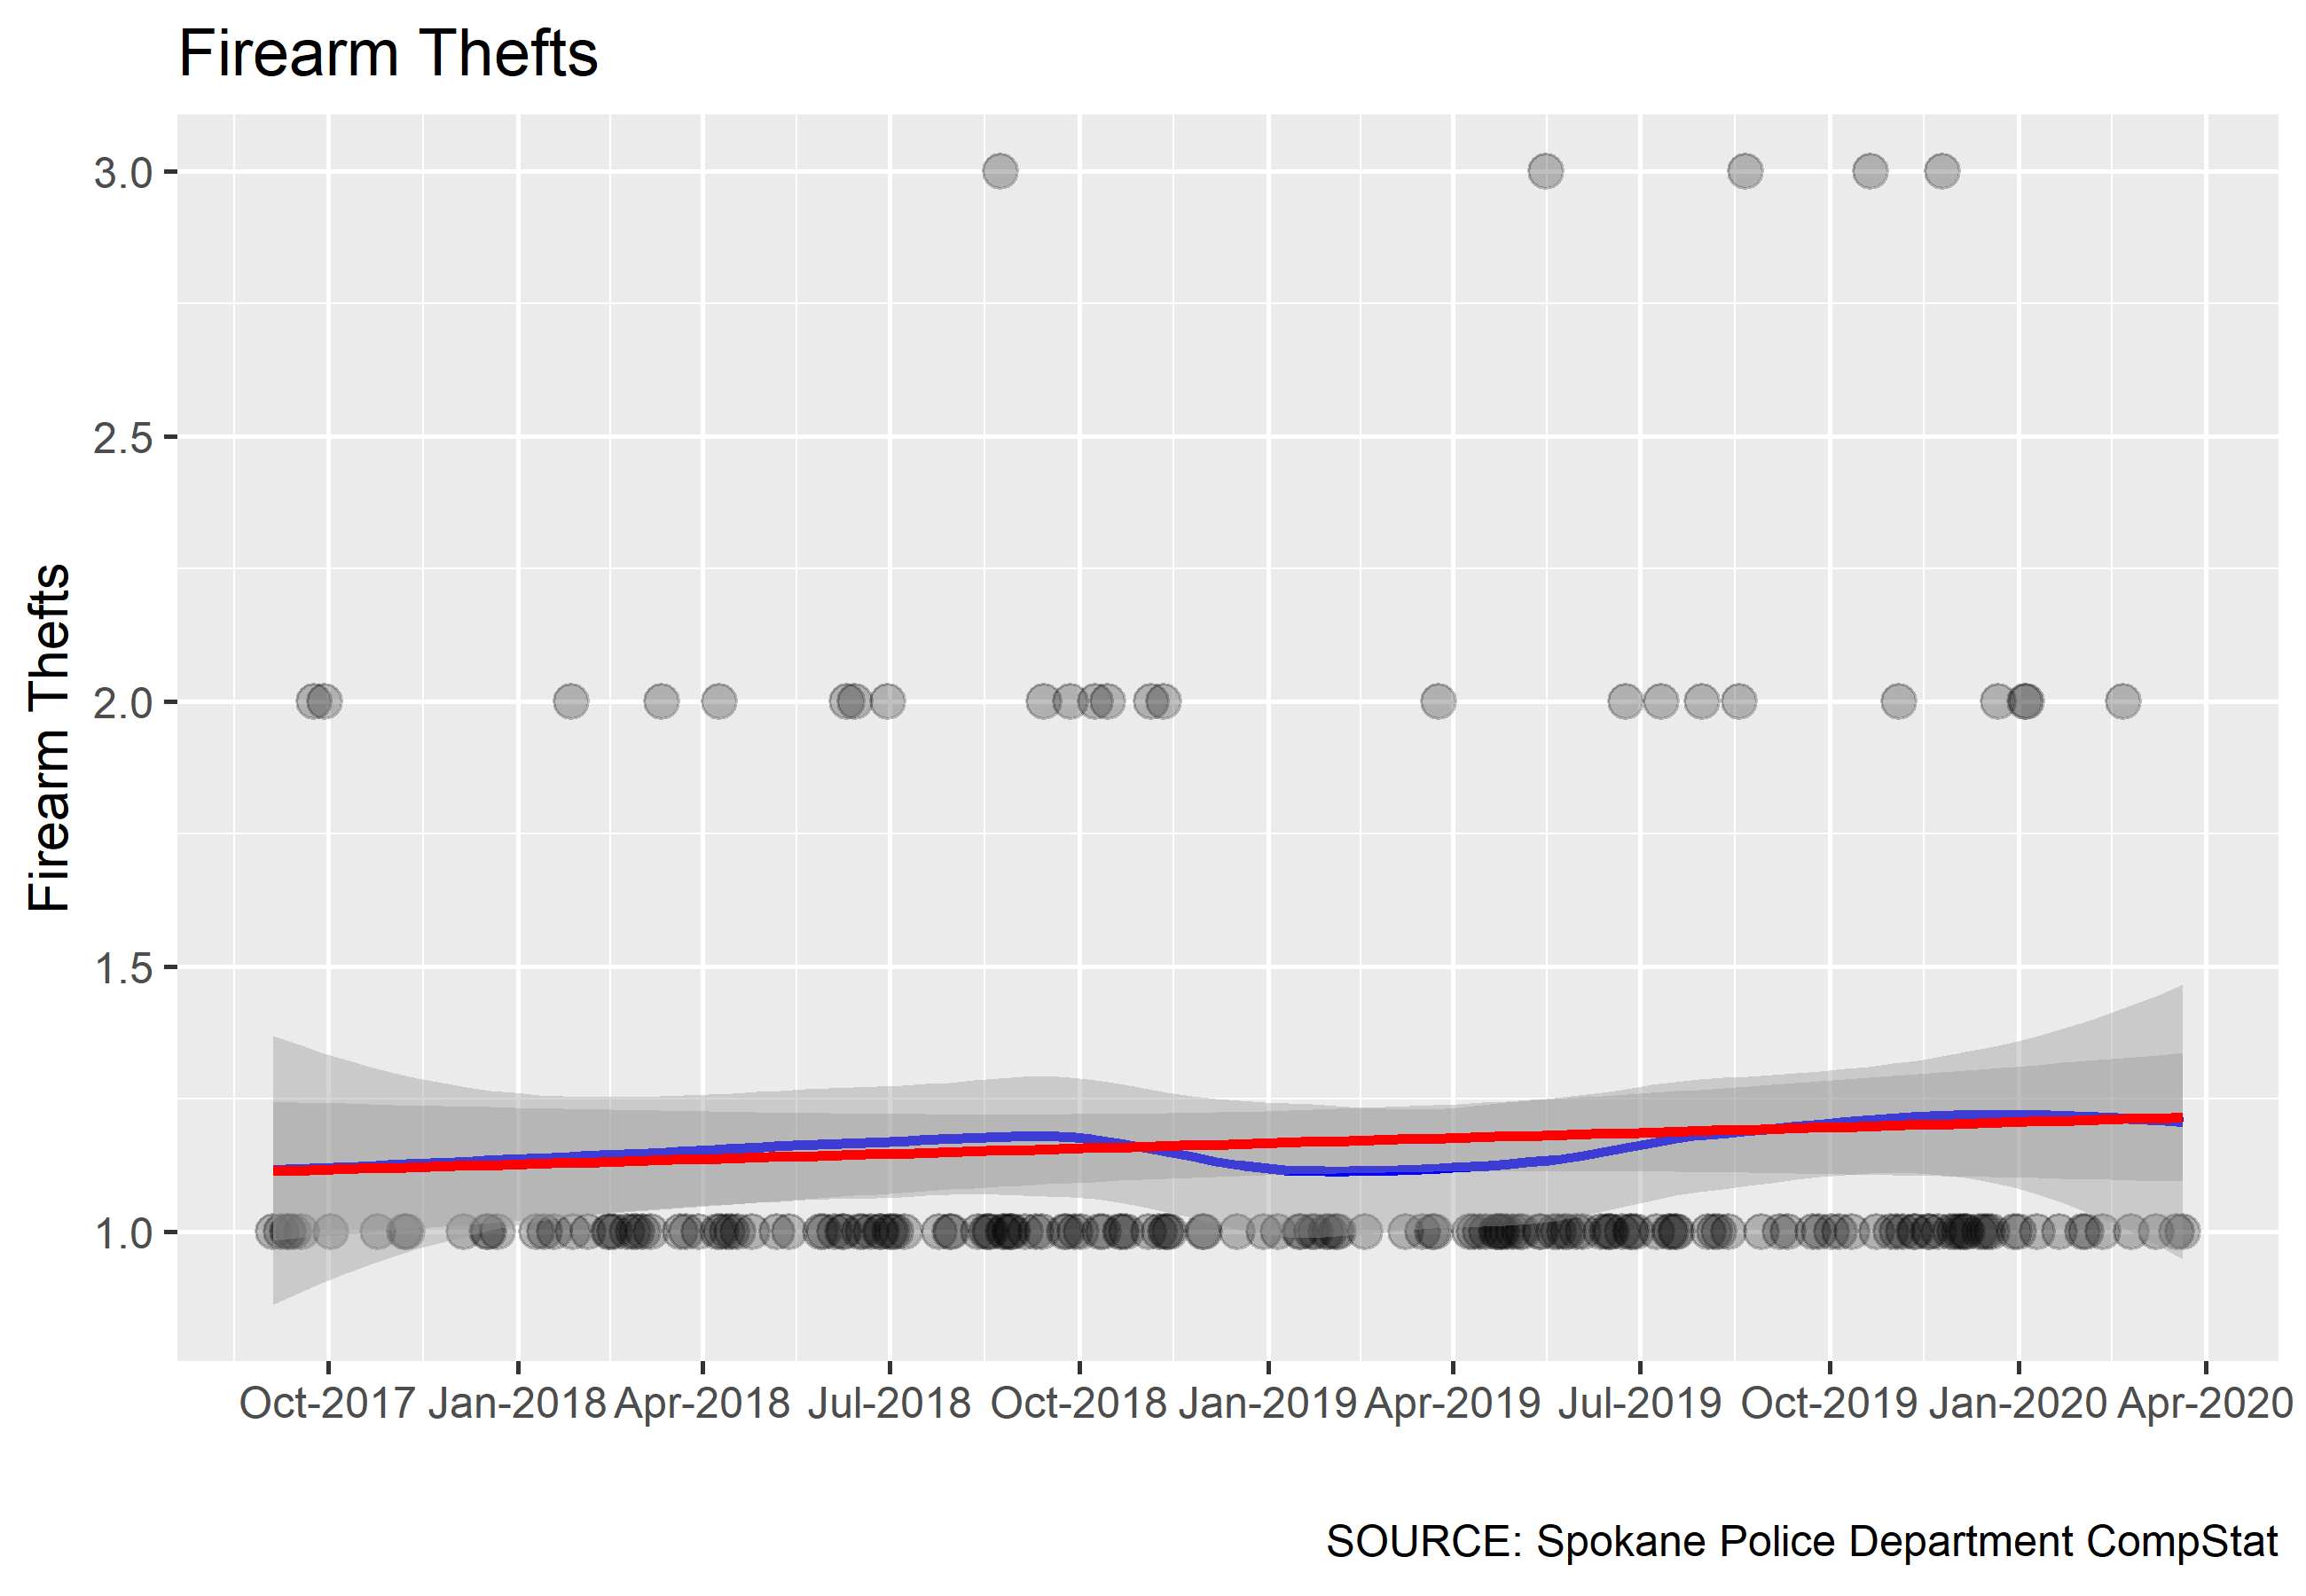 Firearm Thefts
Firearm Thefts
3.0
2.5
2.0
1.5
1.0
Oct-2017 Jan-2018 Apr-2018 Jul-2018 Oct-2018 Jan-2019 Apr-2019 Jul-2019 Oct-2019 Jan-2020 Apr-2020
SOURCE: Spokane Police Department CompStat